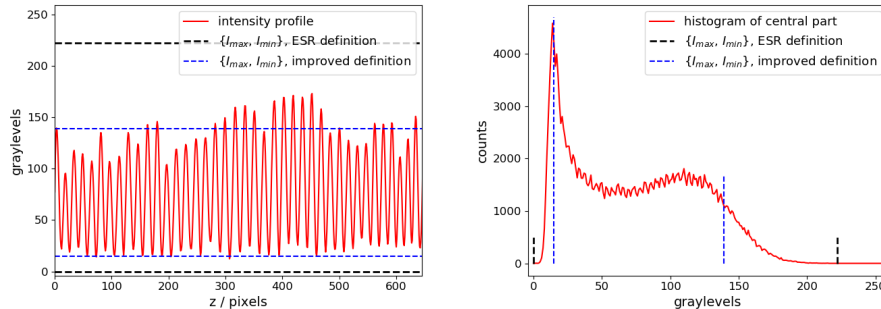 intensity profile
{I_max, I_min}, ESR definition
{I_max, I_min}, improved definition
250
200
150
100
50
0
graylevels
0
100
200
300
400
500
600
z / pixels
histogram of central part
{I_max, I_min}, ESR definition
{I_max, I_min}, improved definition
4000
3000
2000
1000
0
counts
0
50
100
150
200
250
graylevels